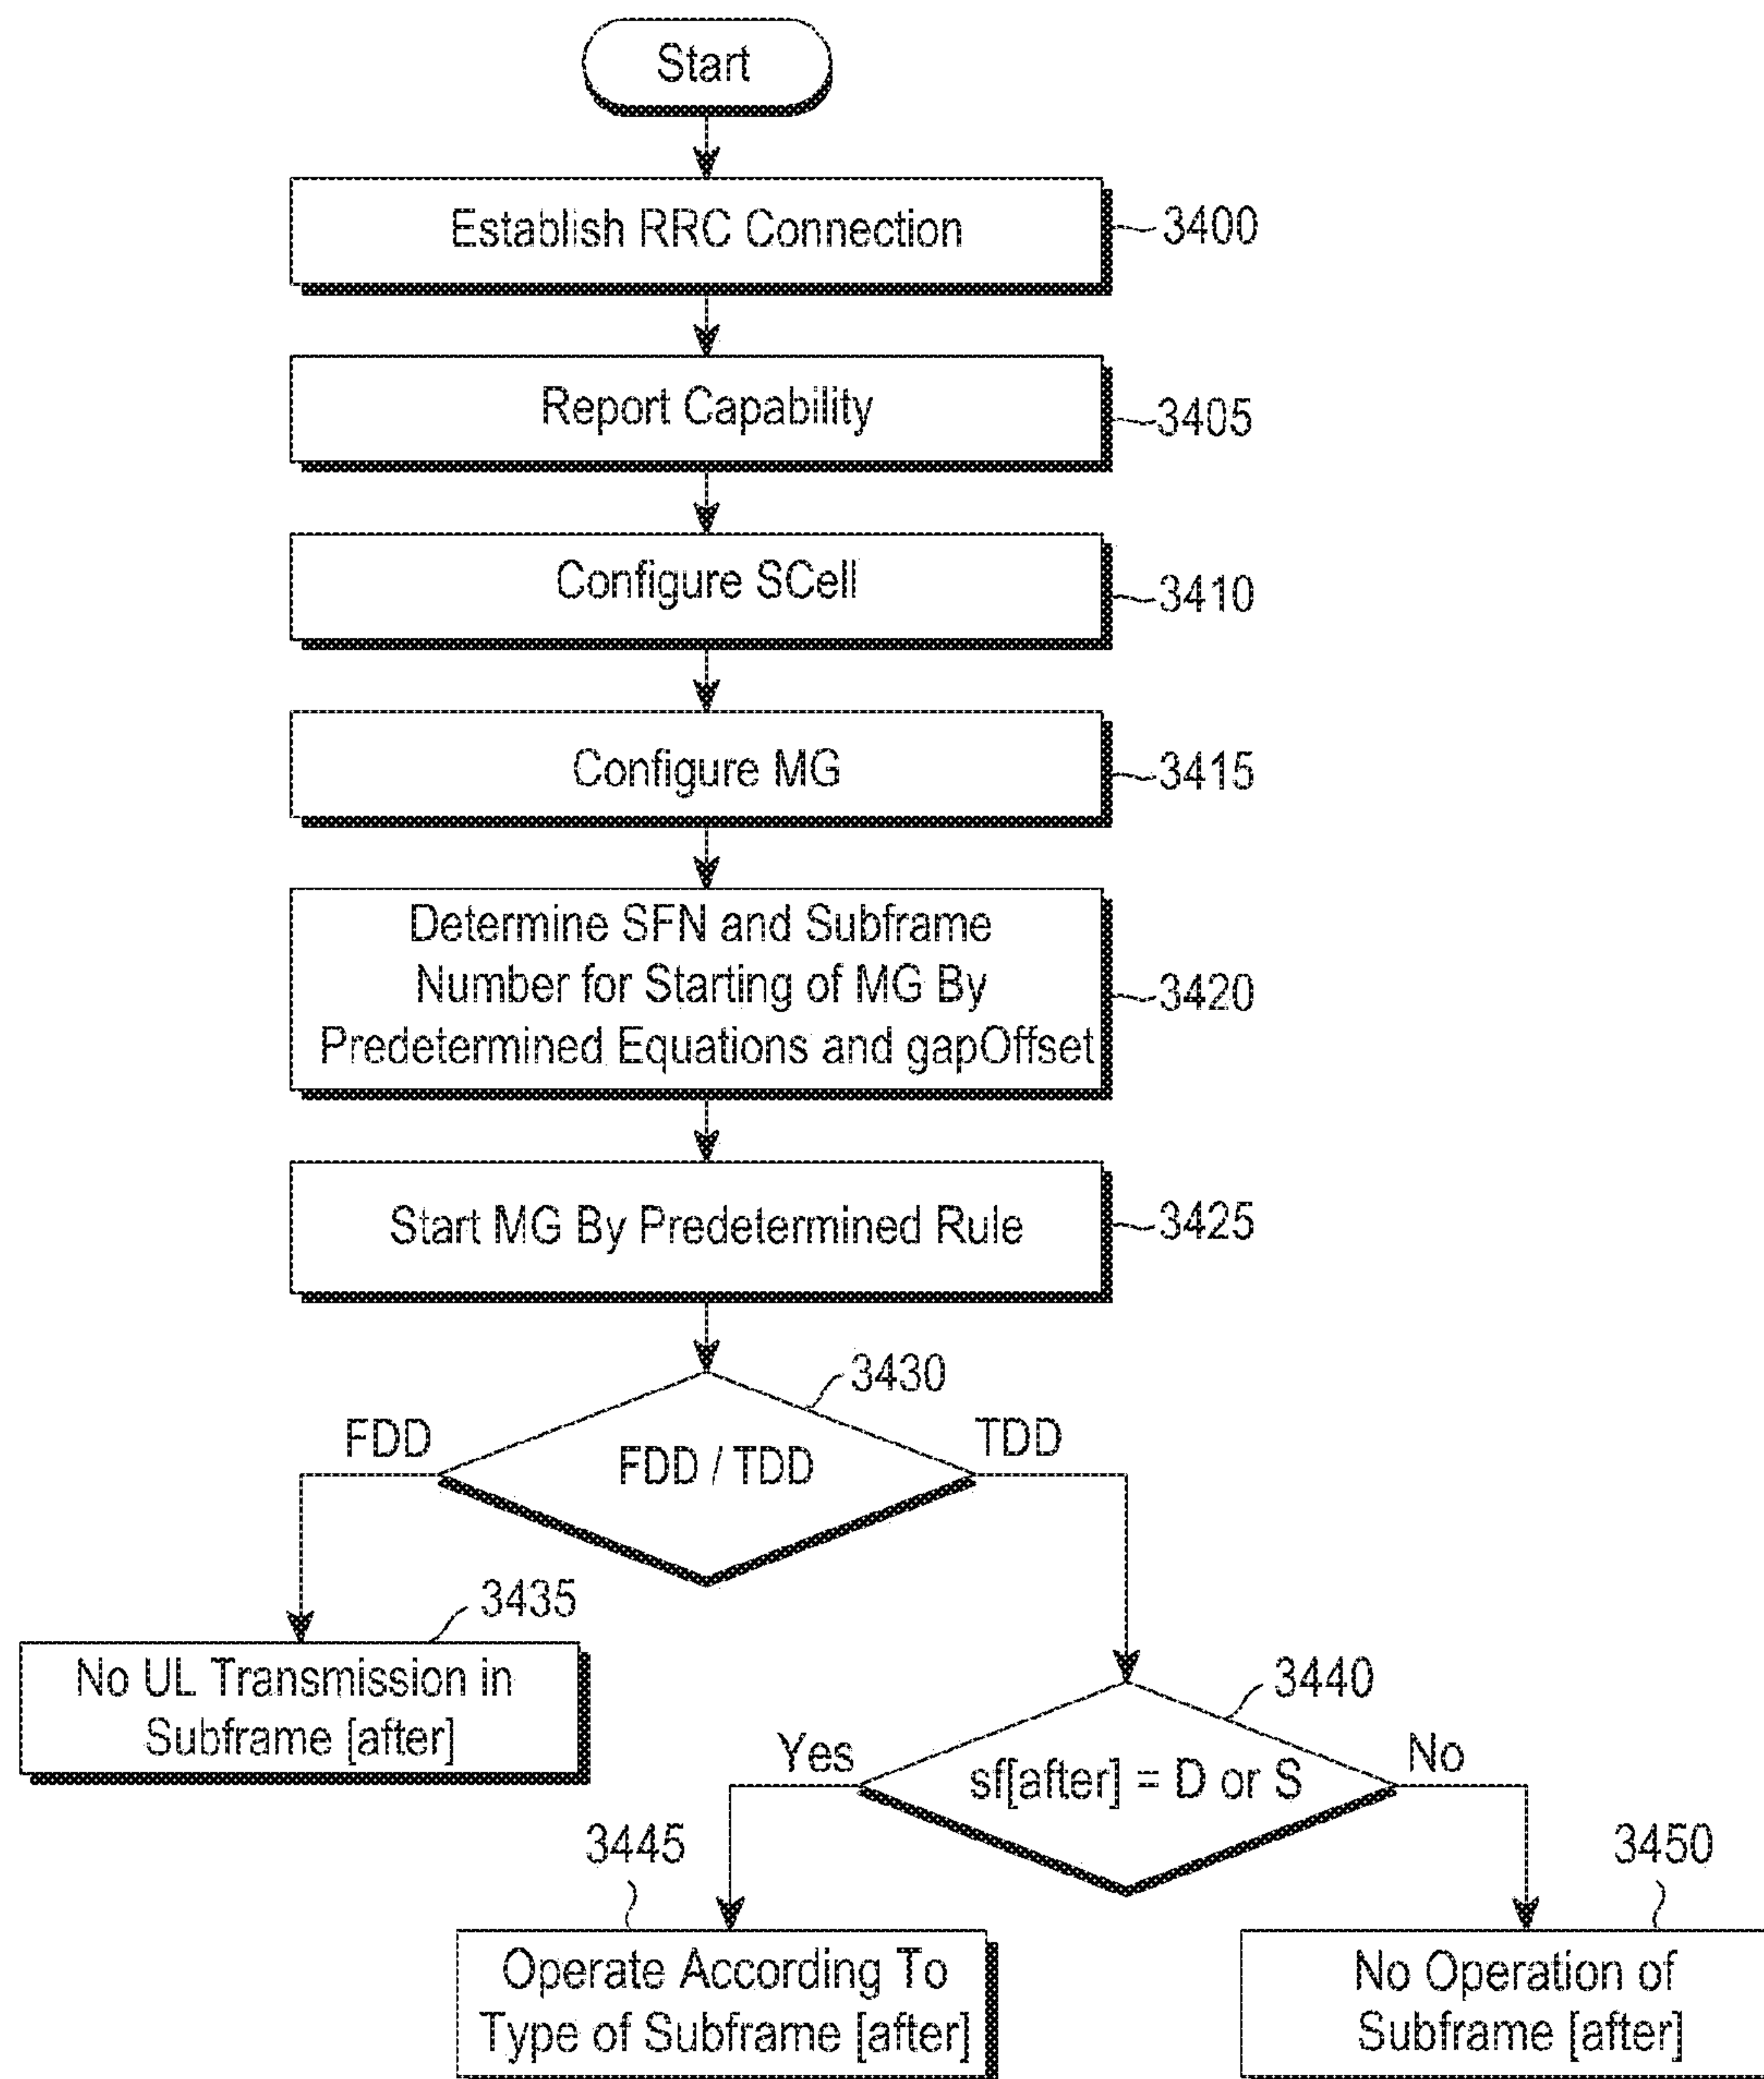 Start
Establish RRC Connection
3400
Report Capability
3405
Configure SCell
3410
Configure MG
3415
Determine SFN and Subframe
Number for Starting of MG By
Predetermined Equations and gapOffset
3420
Start MG By Predetermined Rule
3425
3430
FDD
FDD / TDD
TDD
3435
No UL Transmission in
Subframe [after]
3440
Yes
sf[after] = D or S
No
3445
Operate According To
Type of Subframe [after]
3450
No Operation of
Subframe [after]